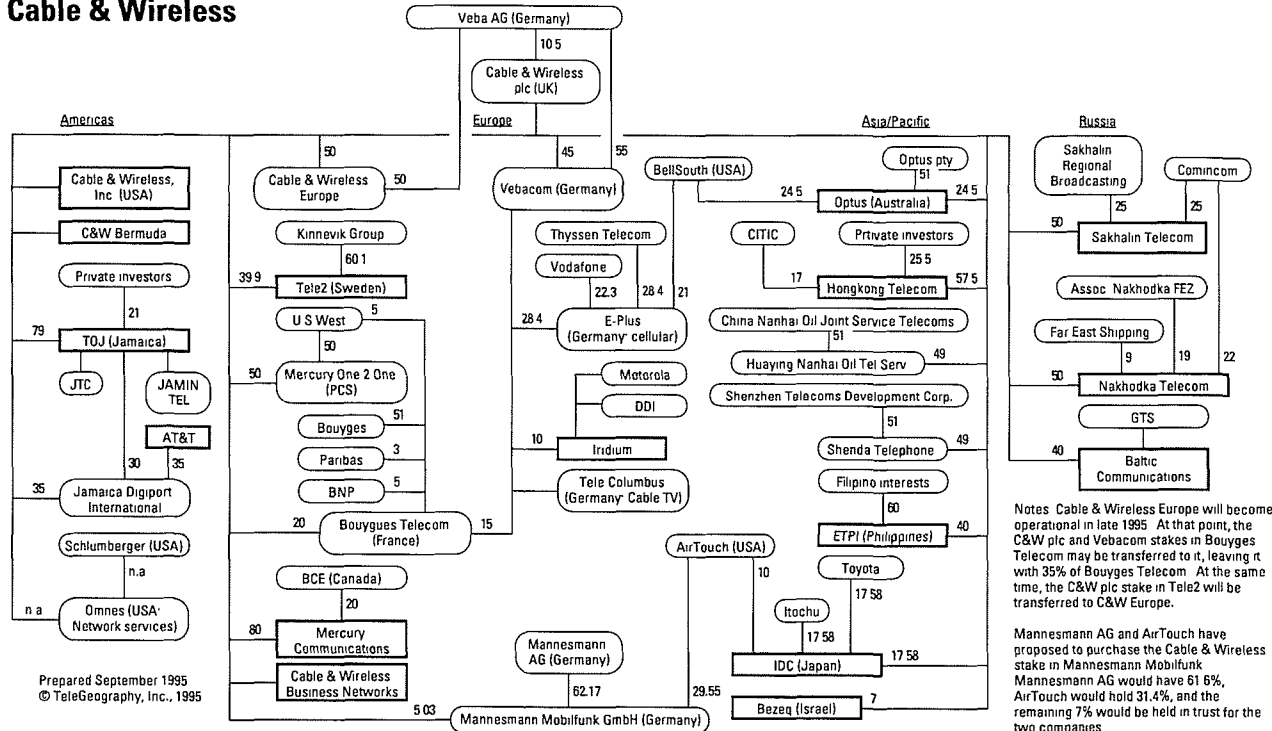 Cable & Wireless
Veba AG (Germany)
10 5
Cable & Wireless
plc (UK)
Americas
Europe
Asia/Pacific
Russia
50
45
55
Cable & Wireless,
Inc (USA)
C&W Bermuda
Private investors
21
79
TOJ (Jamaica)
JTC
JAMIN
TEL
AT&T
30
35
35
Jamaica Digiport
International
Schlumberger (USA)
n.a
n a
Omnes (USA·
Network services)
Prepared September 1995
© TeleGeography, Inc., 1995
Cable & Wireless
Europe
50
Kinnevik Group
60 1
39 9
Tele2 (Sweden)
U S West
5
50
50
Mercury One 2 One
(PCS)
51
Bouyges
Paribas
3
BNP
5
20
Bouygues Telecom
(France)
15
BCE (Canada)
20
80
Mercury
Communications
Cable & Wireless
Business Networks
5 03
Mannesmann Mobilfunk GmbH (Germany)
Vebacom (Germany)
Thyssen Telecom
Vodafone
22.3
28 4
21
28 4
E-Plus
(Germany· cellular)
Motorola
DDI
10
Iridium
Tele Columbus
(Germany· Cable TV)
Mannesmann
AG (Germany)
62.17
29.55
AirTouch (USA)
10
BellSouth (USA)
Optus pty
51
24 5
Optus (Australia)
24 5
CITIC
Private investors
25 5
17
Hongkong Telecom
57 5
China Nanhai Oil Joint Service Telecoms
51
Huaying Nanhai Oil Tel Serv
49
Shenzhen Telecoms Development Corp.
51
Shenda Telephone
49
Filipino interests
60
ETPI (Philippines)
40
Toyota
17 58
Itochu
17 58
IDC (Japan)
17 58
Bezeq (Israel)
7
Sakhalin
Regional
Broadcasting
Comincom
25
25
50
Sakhalin Telecom
Assoc Nakhodka FEZ
Far East Shipping
9
19
22
50
Nakhodka Telecom
GTS
40
Baltic
Communications
Notes Cable & Wireless Europe will become
operational in late 1995 At that point, the
C&W plc and Vebacom stakes in Bouyges
Telecom may be transferred to it, leaving it
with 35% of Bouyges Telecom At the same
time, the C&W plc stake in Tele2 will be
transferred to C&W Europe.
Mannesmann AG and AirTouch have
proposed to purchase the Cable & Wireless
stake in Mannesmann Mobilfunk
Mannesmann AG would have 61 6%,
AirTouch would hold 31.4%, and the
remaining 7% would be held in trust for the
two companies